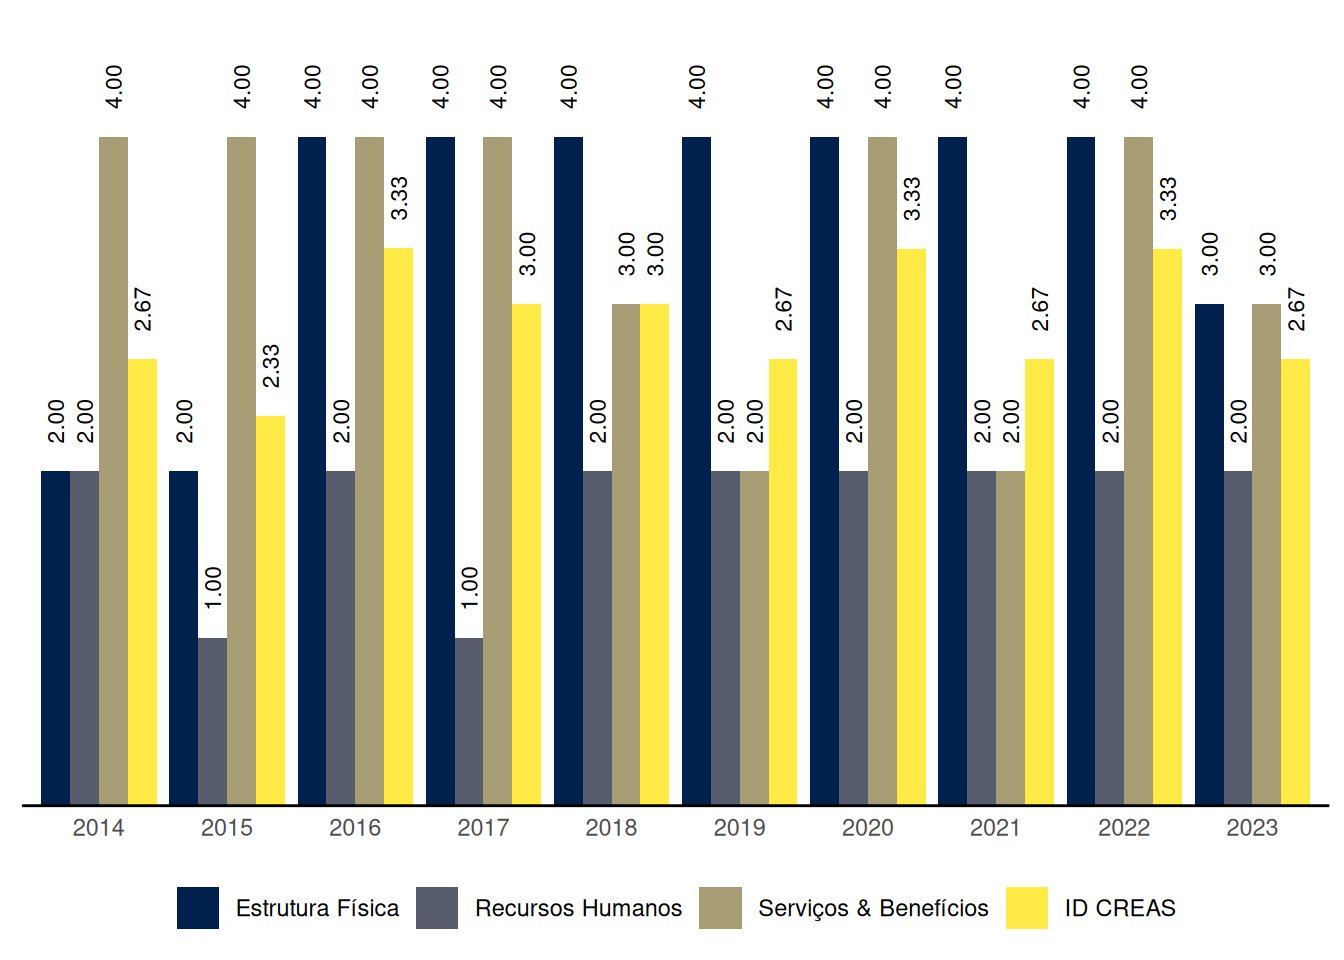 4.00 4.00 4.00 4.00 4.00 4.00 4.00 4.00 4.00 4.00 4.00 4.00 4.00
3.33 3.33 3.33
3.00 3.00 3.00 3.00 3.00
2.67 2.67 2.67 2.67
2.33
2.00 2.00 2.00 2.00 2.00 2.00 2.00 2.00 2.00 2.00 2.00 2.00
1.00 1.00
2014 2015 2016 2017 2018 2019 2020 2021 2022 2023
Estrutura Física Recursos Humanos Serviços & Benefícios ID CREAS